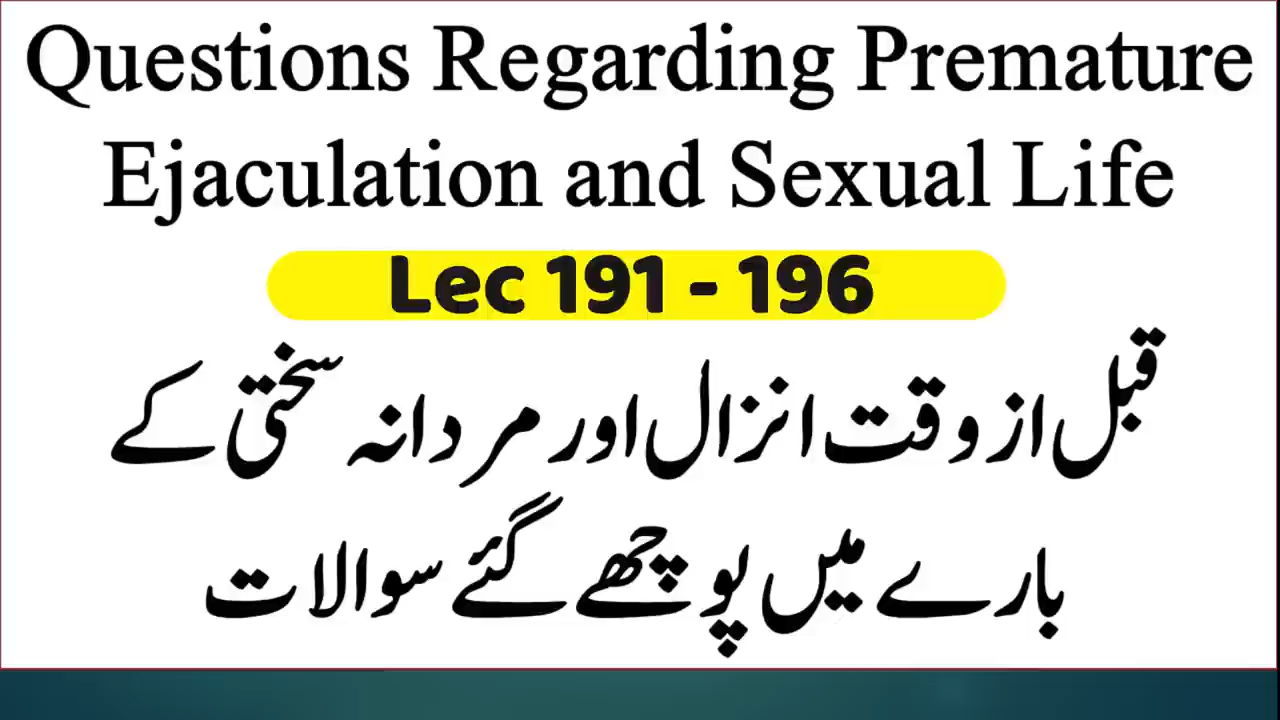 Questions Regarding Premature
Ejaculation and Sexual Life
Lec 191 - 196
قبل از وقت انزال اور مردانہ سختی کے
بارے میں پوچھے گئے سوالات